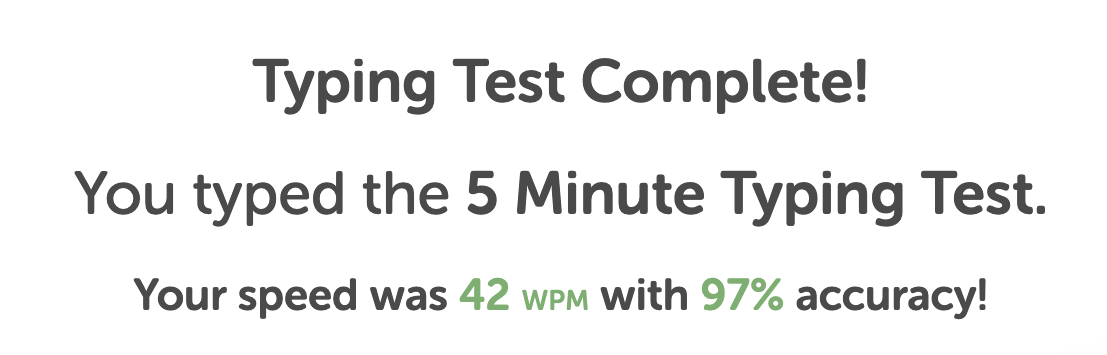 Typing Test Complete!
You typed the 5 Minute Typing Test.
Your speed was 42 WPM with 97% accuracy!